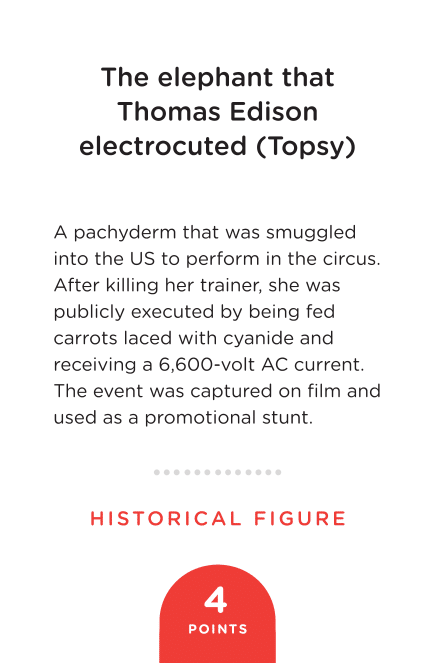 The elephant that
Thomas Edison
electrocuted (Topsy)
A pachyderm that was smuggled
into the US to perform in the circus.
After killing her trainer, she was
publicly executed by being fed
carrots laced with cyanide and
receiving a 6,600-volt AC current.
The event was captured on film and
used as a promotional stunt.
HISTORICAL FIGURE
4
POINTS